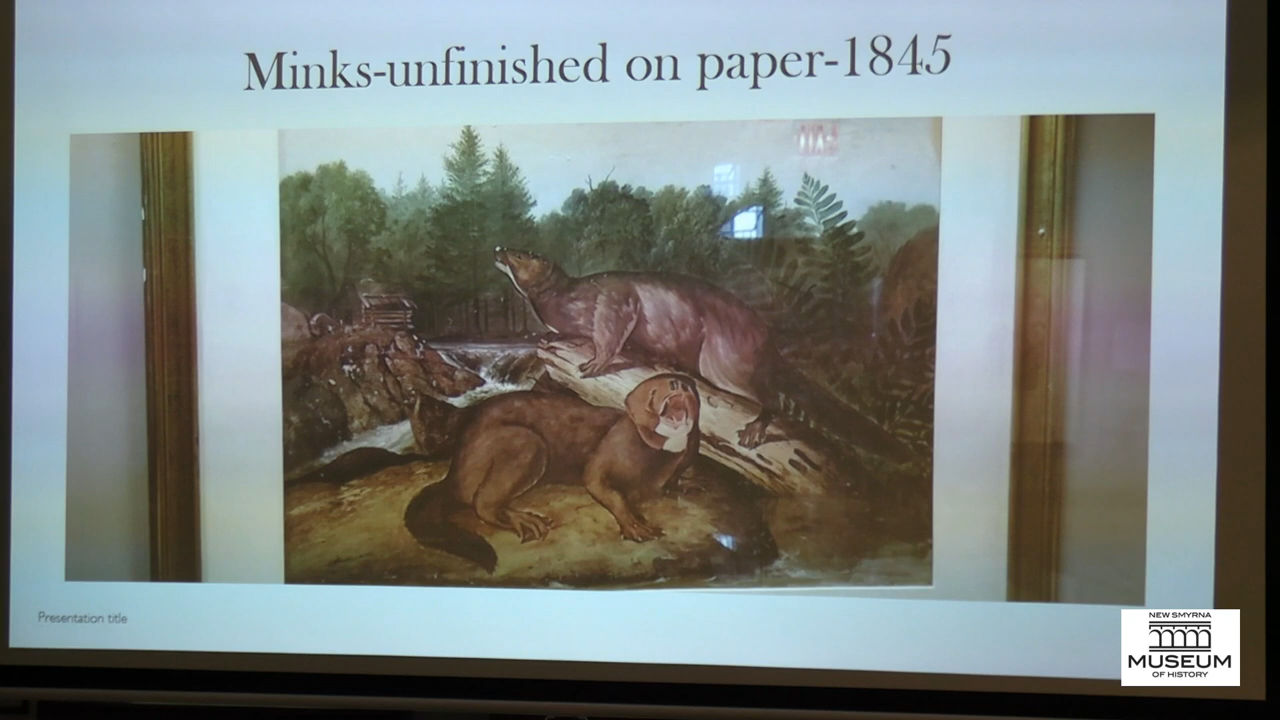 Minks-unfinished on paper-1845
Presentation title
NEW SMYRNA
MUSEUM
OF HISTORY